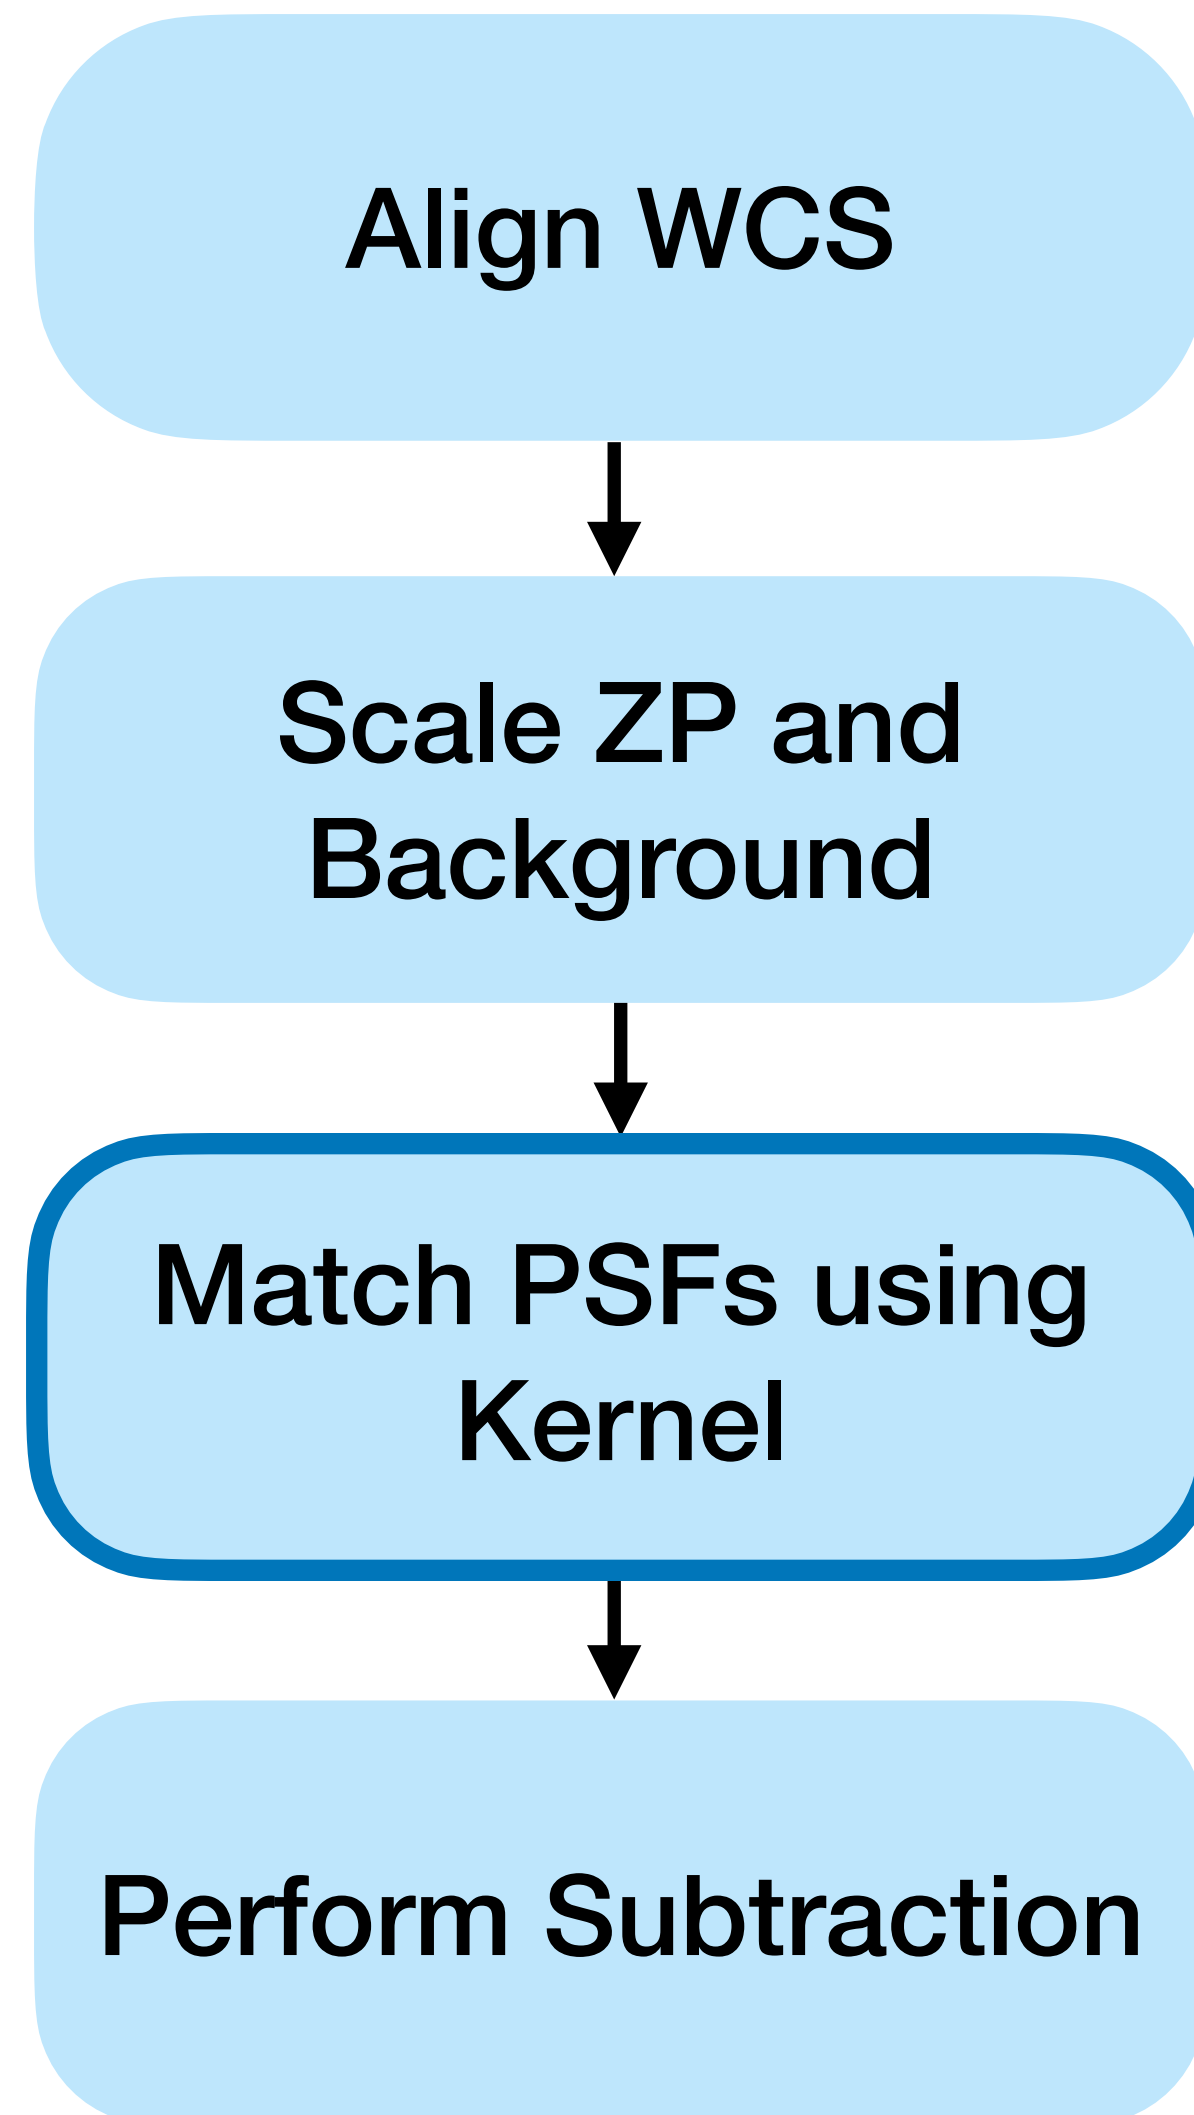 Align WCS
Scale ZP and
Background
Match PSFs using
Kernel
Perform Subtraction